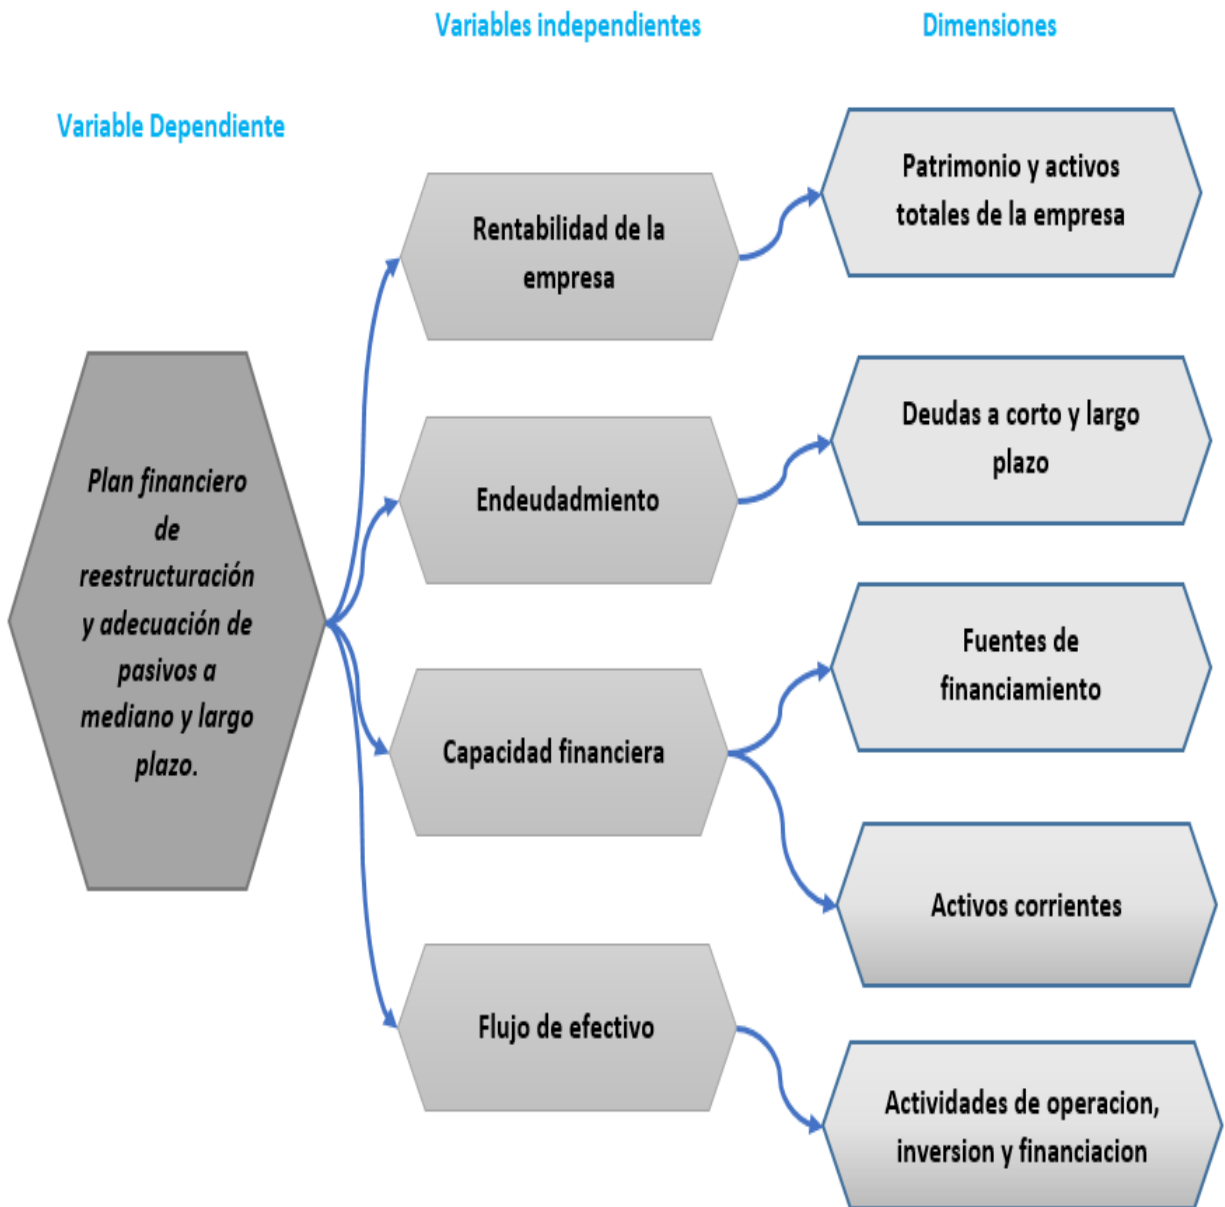 Variables independientes
Dimensiones
Variable Dependiente
Patrimonio y activos
totales de la empresa
Rentabilidad de la
empresa
Deudas a corto y largo
plazo
Endeudadmiento
Plan financiero
de
reestructuración
y adecuación de
pasivos a
mediano y largo
plazo.
Fuentes de
financiamiento
Capacidad financiera
Activos corrientes
Flujo de efectivo
Actividades de operacion,
inversion y financiacion